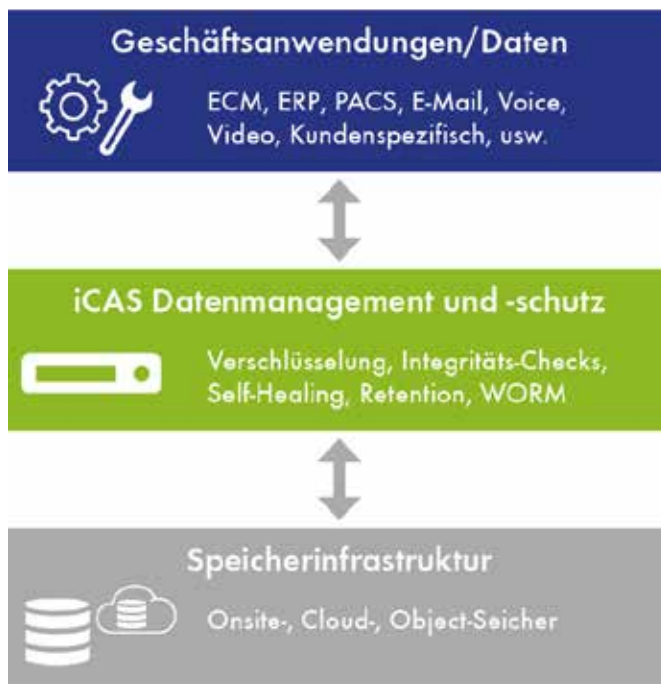 Geschäftsanwendungen/Daten
ECM, ERP, PACS, E-Mail, Voice,
Video, Kundenspezifisch, usw.
iCAS Datenmanagement und -schutz
Verschlüsselung, Integritäts-Checks,
Self-Healing, Retention, WORM
Speicherinfrastruktur
Onsite-, Cloud-, Object-Seicher